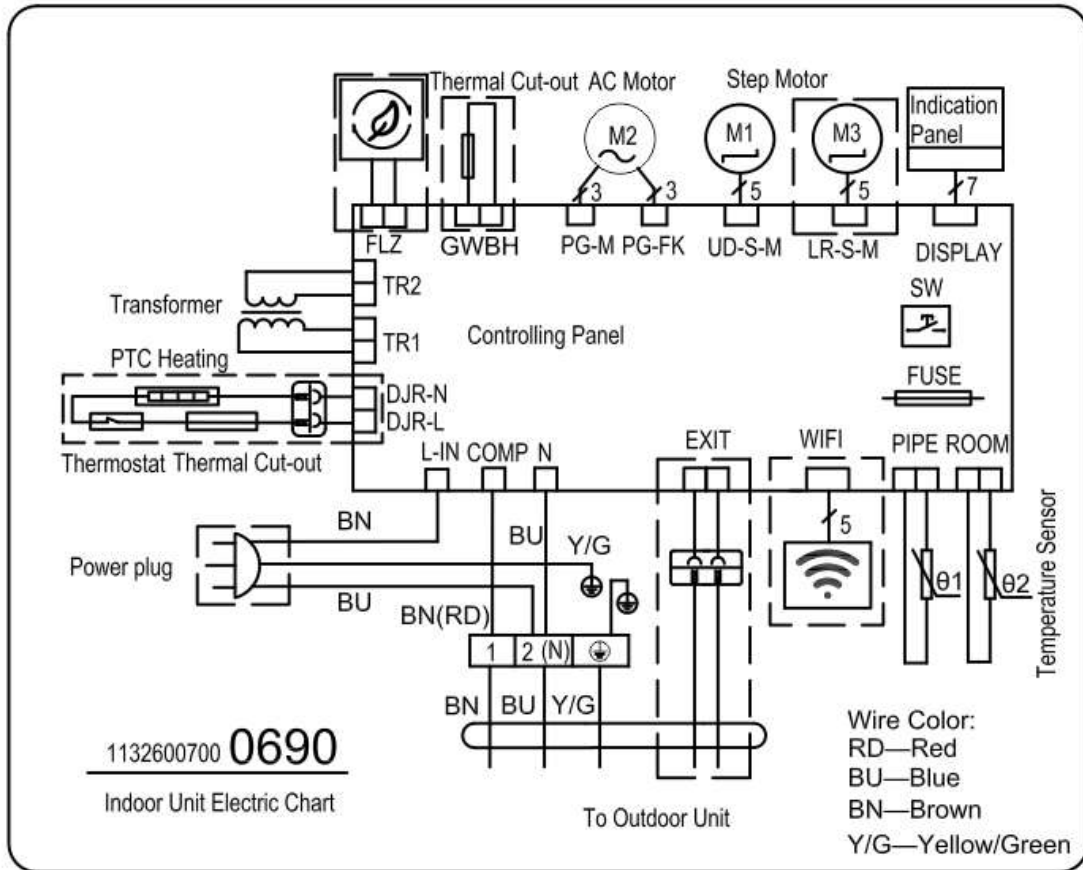 Thermal Cut-out AC Motor
Step Motor
M2
M1
M3
Indication
Panel
3
3
5
5
7
FLZ
GWBH
PG-M
PG-FK
UD-S-M
LR-S-M
DISPLAY
TR2
Transformer
SW
TR1
Controlling Panel
PTC Heating
FUSE
DJR-N
DJR-L
Thermostat
Thermal Cut-out
L-IN
COMP
N
EXIT
WIFI
PIPE
ROOM
BN
BU
5
Y/G
Power plug
BU
θ1
θ2
Temperature Sensor
BN(RD)
1
2 (N)
BN
BU
Y/G
1132600700 0690
Indoor Unit Electric Chart
To Outdoor Unit
Wire Color:
RD—Red
BU—Blue
BN—Brown
Y/G—Yellow/Green